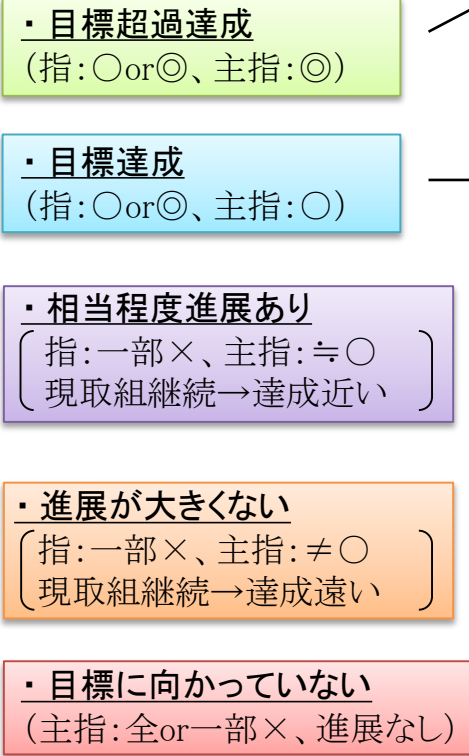 ・目標超過達成
（指：○or◎、主指：◎）
・目標達成
（指：○or◎、主指：○）
・相当程度進展あり
指：一部×、主指：≒○
現取組継続→達成近い
・進展が大きくない
指：一部×、主指：≠○
現取組継続→達成遠い
・目標に向かっていない
（主指：全or一部×、進展なし）